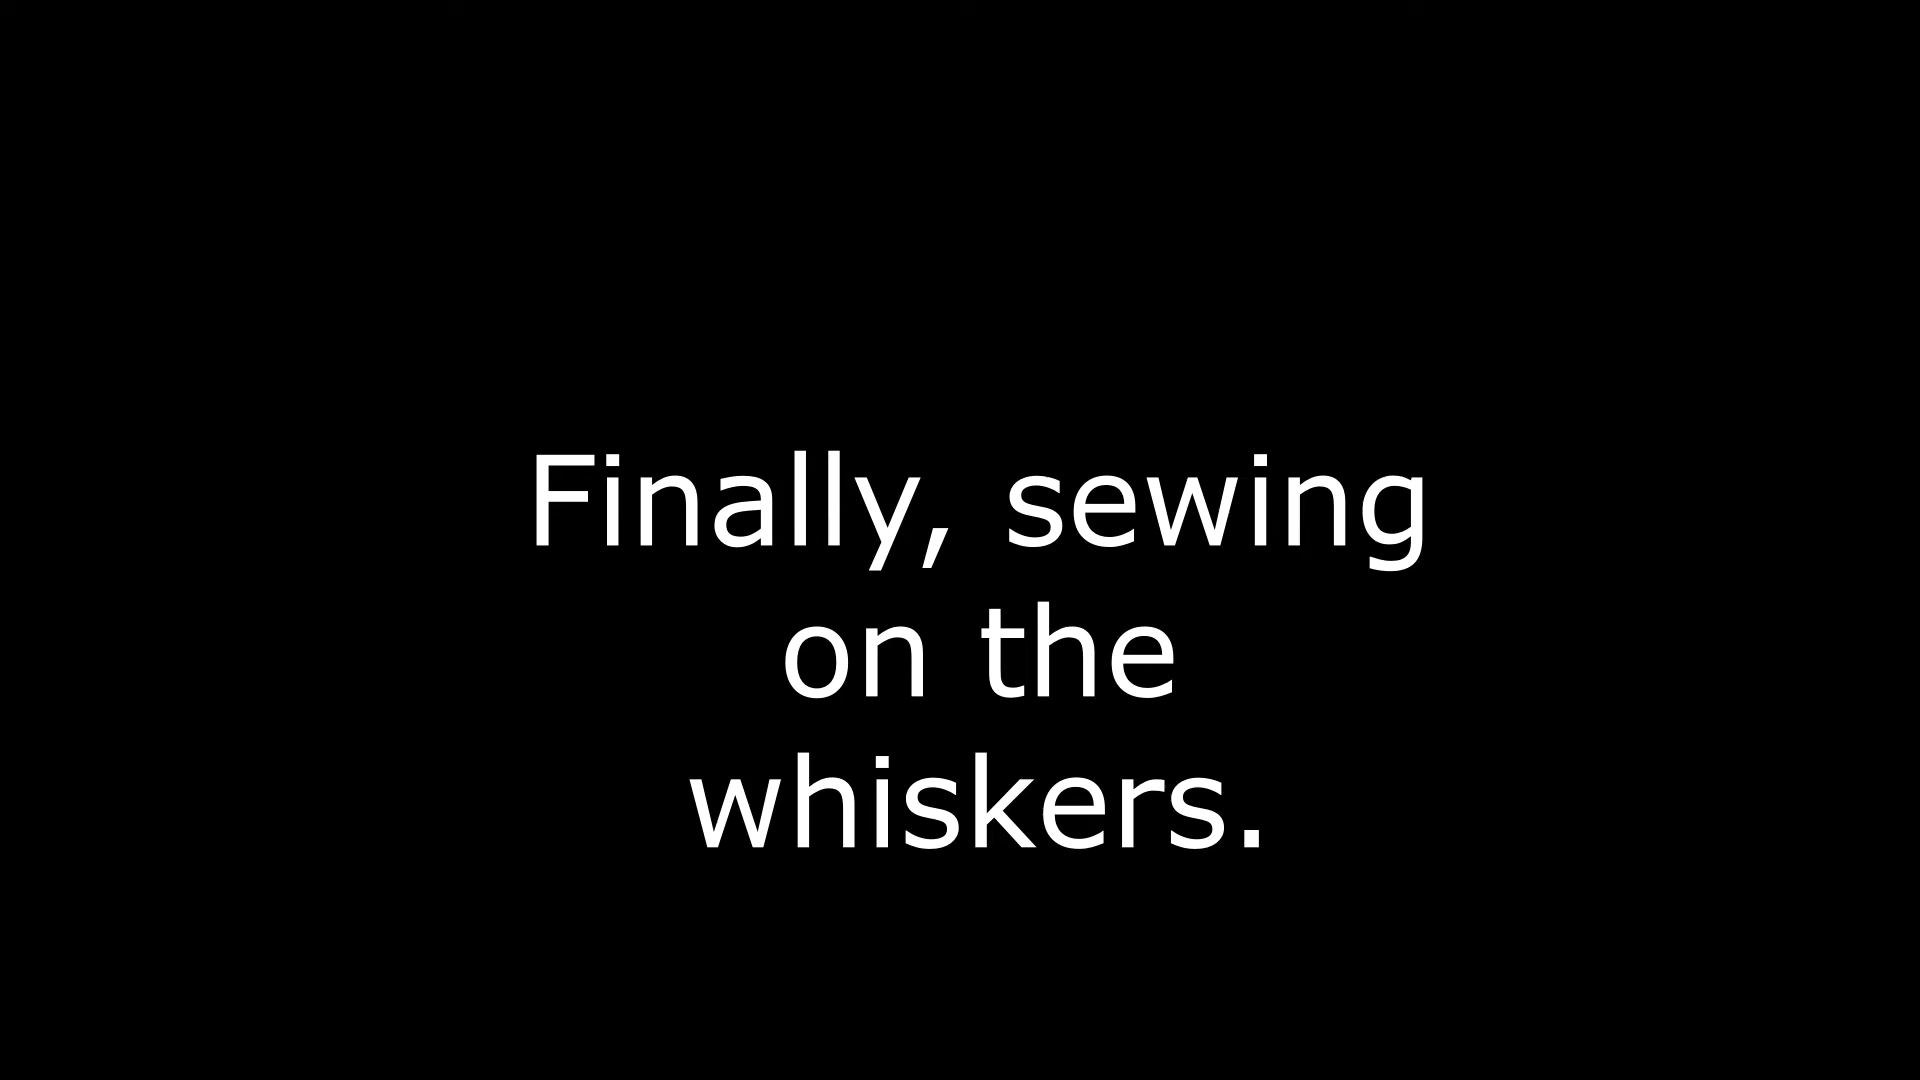 Finally, sewing
on the
whiskers.